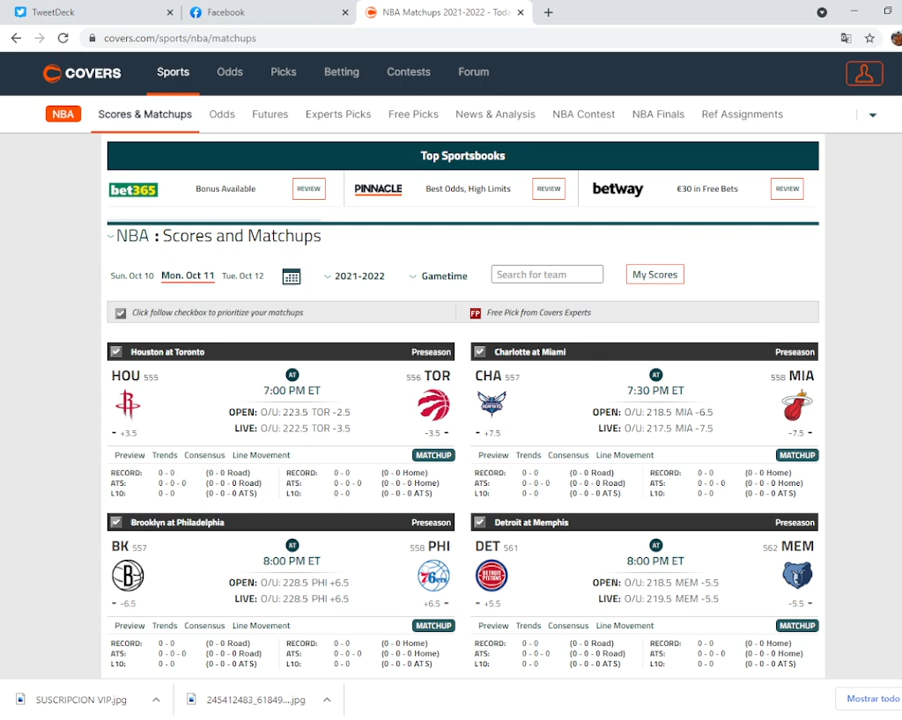 TweetDeck
Facebook
NBA Matchups 2021-2022 - Toda
covers.com/sports/nba/matchups
COVERS Sports Odds Picks Betting Contests Forum
NBA Scores & Matchups Odds Futures Experts Picks Free Picks News & Analysis NBA Contest NBA Finals Ref Assignments
Top Sportsbooks
bet365 Bonus Available REVIEW PINNACLE Best Odds, High Limits REVIEW betway €30 in Free Bets REVIEW
NBA : Scores and Matchups
Sun. Oct 10 Mon. Oct 11 Tue. Oct 12 2021-2022 Gametime Search for team My Scores
Click follow checkbox to prioritize your matchups FP Free Pick from Covers Experts
Houston at Toronto Preseason
HOU 555 AT 556 TOR
7:00 PM ET
OPEN: O/U: 223.5 TOR -2.5
LIVE: O/U: 222.5 TOR -3.5
- +3.5 -3.5 -
Preview Trends Consensus Line Movement MATCHUP
RECORD: 0 - 0 (0 - 0 Road) RECORD: 0 - 0 (0 - 0 Home)
ATS: 0 - 0 - 0 (0 - 0 - 0 Road) ATS: 0 - 0 - 0 (0 - 0 - 0 Home)
L10: 0 - 0 (0 - 0 - 0 ATS) L10: 0 - 0 (0 - 0 - 0 ATS)
Charlotte at Miami Preseason
CHA 557 AT 558 MIA
7:30 PM ET
OPEN: O/U: 218.5 MIA -6.5
LIVE: O/U: 217.5 MIA -7.5
- +7.5 -7.5 -
Preview Trends Consensus Line Movement MATCHUP
RECORD: 0 - 0 (0 - 0 Road) RECORD: 0 - 0 (0 - 0 Home)
ATS: 0 - 0 - 0 (0 - 0 - 0 Road) ATS: 0 - 0 - 0 (0 - 0 - 0 Home)
L10: 0 - 0 (0 - 0 - 0 ATS) L10: 0 - 0 (0 - 0 - 0 ATS)
Brooklyn at Philadelphia Preseason
BK 557 AT 558 PHI
8:00 PM ET
OPEN: O/U: 228.5 PHI +6.5
LIVE: O/U: 228.5 PHI +6.5
- -6.5 +6.5 -
Preview Trends Consensus Line Movement MATCHUP
RECORD: 0 - 0 (0 - 0 Road) RECORD: 0 - 0 (0 - 0 Home)
ATS: 0 - 0 - 0 (0 - 0 - 0 Road) ATS: 0 - 0 - 0 (0 - 0 - 0 Home)
L10: 0 - 0 (0 - 0 - 0 ATS) L10: 0 - 0 (0 - 0 - 0 ATS)
Detroit at Memphis Preseason
DET 561 AT 562 MEM
8:00 PM ET
OPEN: O/U: 218.5 MEM -5.5
LIVE: O/U: 219.5 MEM -5.5
- +5.5 -5.5 -
Preview Trends Consensus Line Movement MATCHUP
RECORD: 0 - 0 (0 - 0 Road) RECORD: 0 - 0 (0 - 0 Home)
ATS: 0 - 0 - 0 (0 - 0 - 0 Road) ATS: 0 - 0 - 0 (0 - 0 - 0 Home)
L10: 0 - 0 (0 - 0 - 0 ATS) L10: 0 - 0 (0 - 0 - 0 ATS)
SUSCRIPCION VIP.jpg 245412483_61849....jpg Mostrar todo